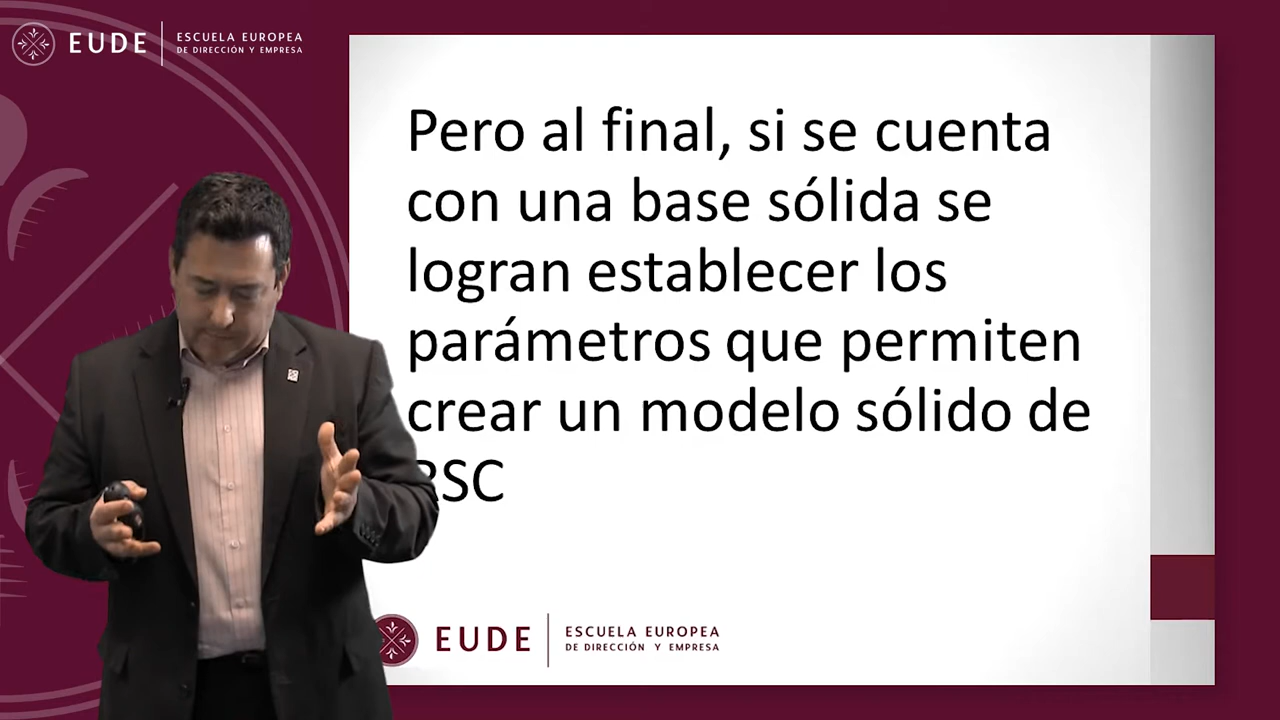 EUDE
ESCUELA EUROPEA
DE DIRECCIÓN Y EMPRESA
Pero al final, si se cuenta
con una base sólida se
logran establecer los
parámetros que permiten
crear un modelo sólido de
RSC
EUDE
ESCUELA EUROPEA
DE DIRECCIÓN Y EMPRESA